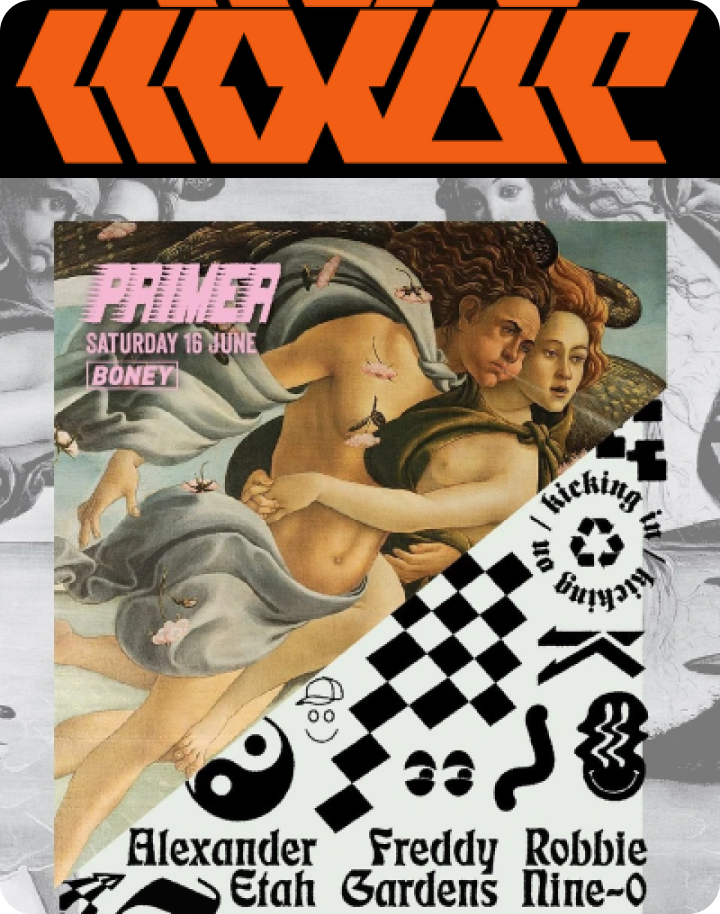 HOUSE
PRIMER
SATURDAY 16 JUNE
BONEY
kicking in / kicking on /
Alexander Freddy Robbie
Etah Gardens Nine-O